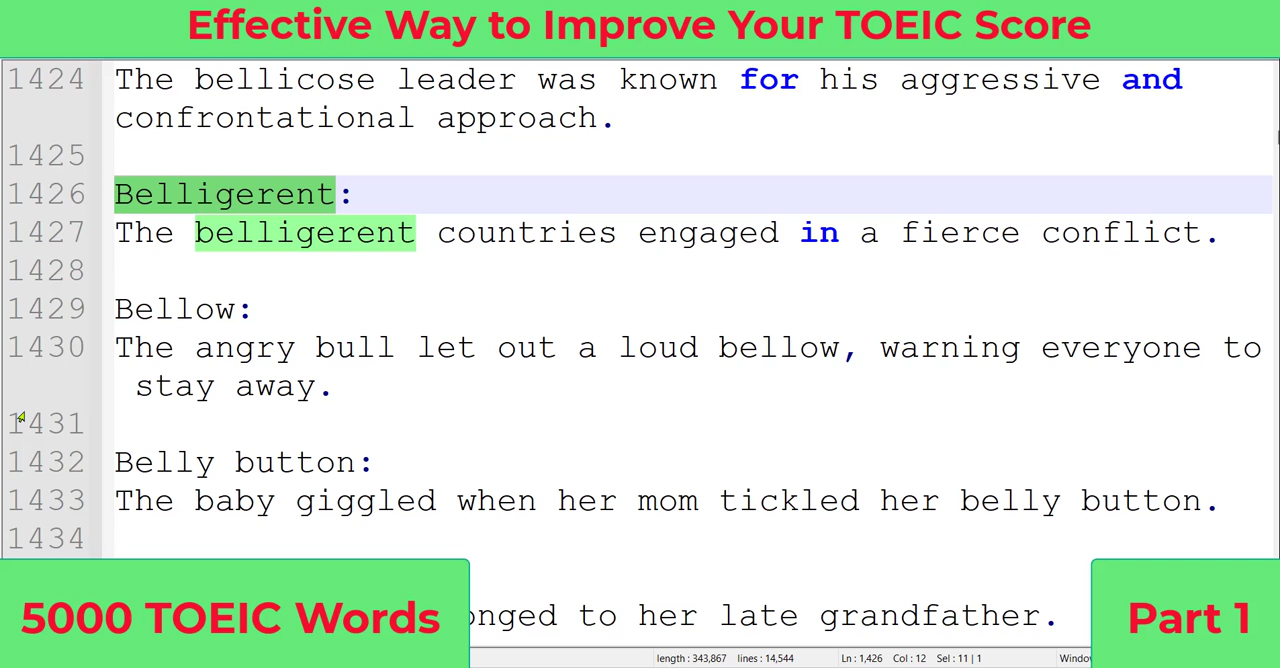 Effective Way to Improve Your TOEIC Score
1424 The bellicose leader was known for his aggressive and
confrontational approach.
1425
1426 Belligerent:
1427 The belligerent countries engaged in a fierce conflict.
1428
1429 Bellow:
1430 The angry bull let out a loud bellow, warning everyone to
stay away.
1431
1432 Belly button:
1433 The baby giggled when her mom tickled her belly button.
1434
to her late grandfather.
5000 TOEIC Words
Part 1
length : 343,867 lines : 14,544 Ln : 1,426 Col : 12 Sel : 11 | 1